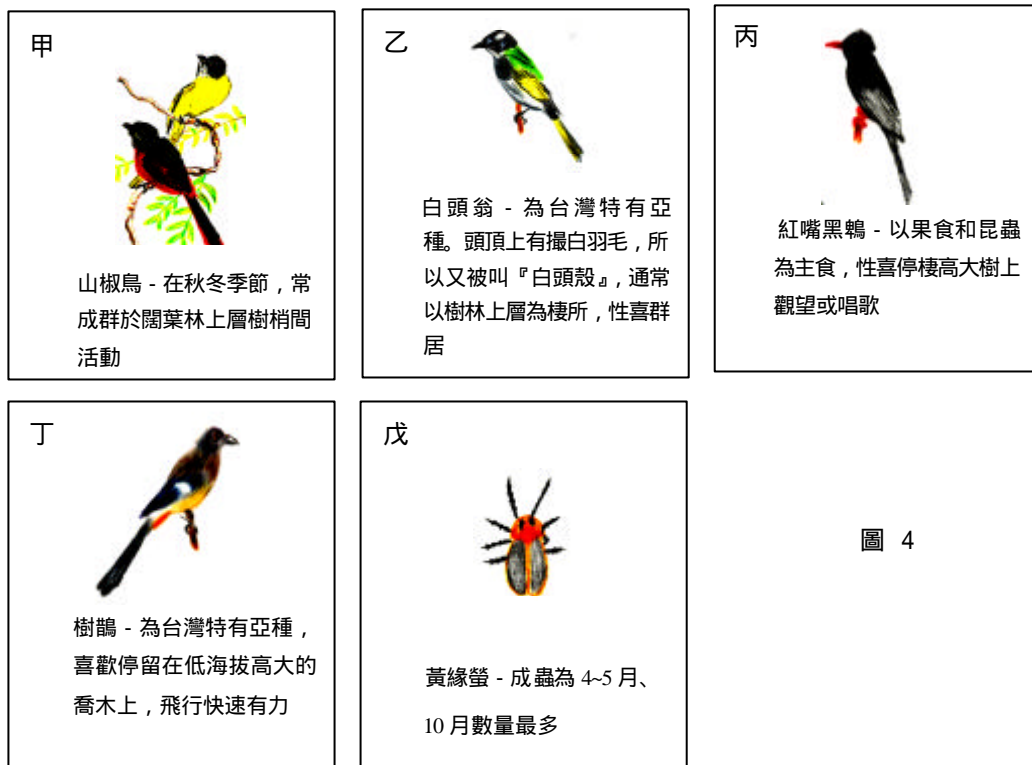 甲
山椒鳥 - 在秋冬季節，常
成群於闊葉林上層樹梢間
活動
乙
白頭翁 - 為台灣特有亞
種。頭頂上有撮白羽毛，所
以又被叫『白頭殼』，通常
以樹林上層為棲所，性喜群
居
丙
紅嘴黑鵯 - 以果食和昆蟲
為主食，性喜停棲高大樹上
觀望或唱歌
丁
樹鵲 - 為台灣特有亞種，
喜歡停留在低海拔高大的
喬木上，飛行快速有力
戊
黃緣螢 - 成蟲為 4~5 月、
10 月數量最多
圖 4